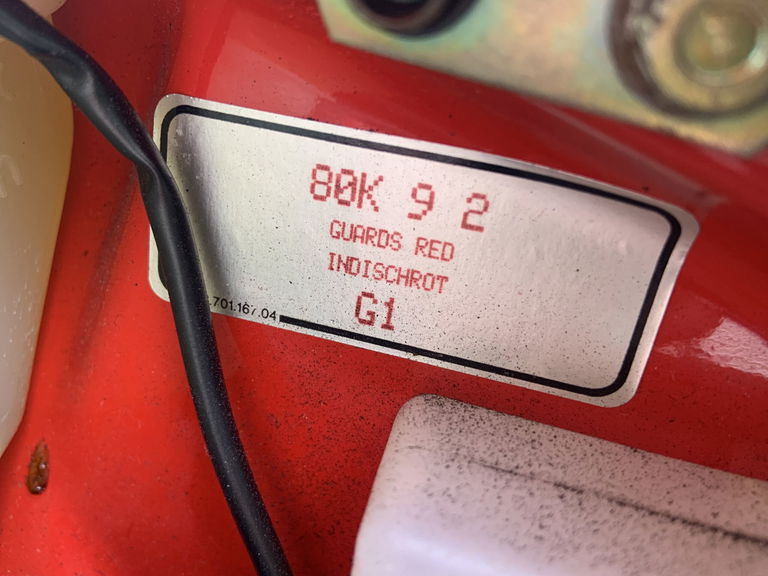 80K 9 2
GUARDS RED
INDISCHROT
G1
.701.167.04